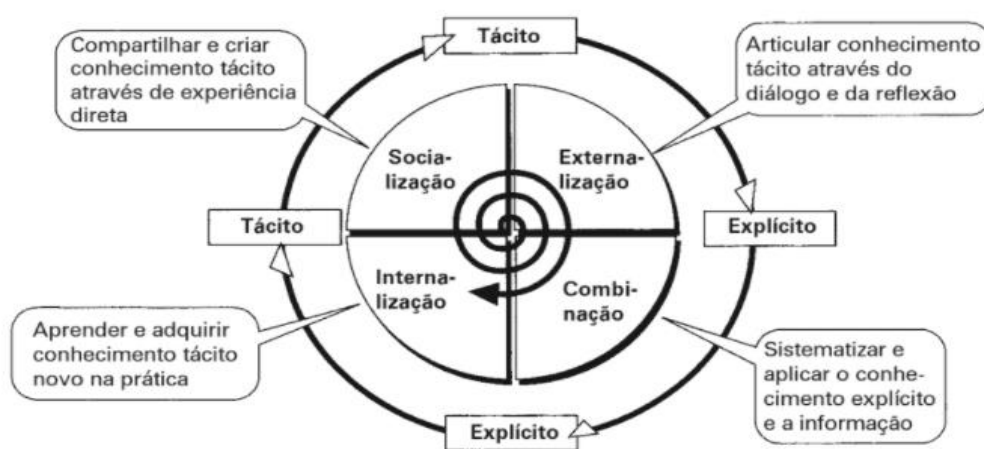 Tácito
Compartilhar e criar
conhecimento tácito
através de experiência
direta
Articular conhecimento
tácito através do
diálogo e da reflexão
Socia-
lização
Externa-
lização
Tácito
Explícito
Interna-
lização
Combi-
nação
Aprender e adquirir
conhecimento tácito
novo na prática
Sistematizar e
aplicar o conhe-
cimento explícito
e a informação
Explícito